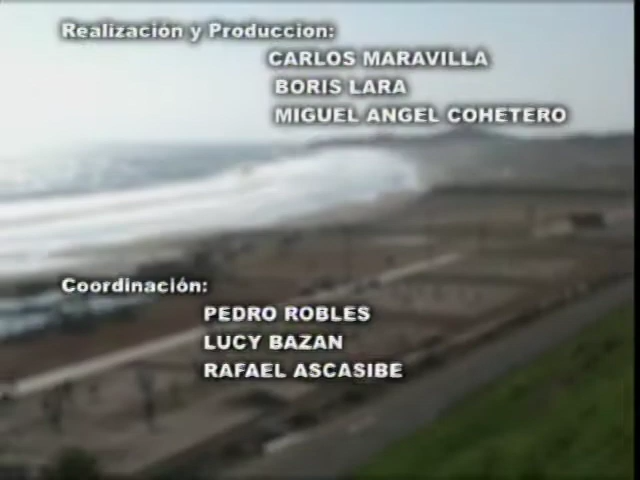 Realización y Produccion:
CARLOS MARAVILLA
BORIS LARA
MIGUEL ANGEL COHETERO
Coordinación:
PEDRO ROBLES
LUCY BAZAN
RAFAEL ASCASIBE